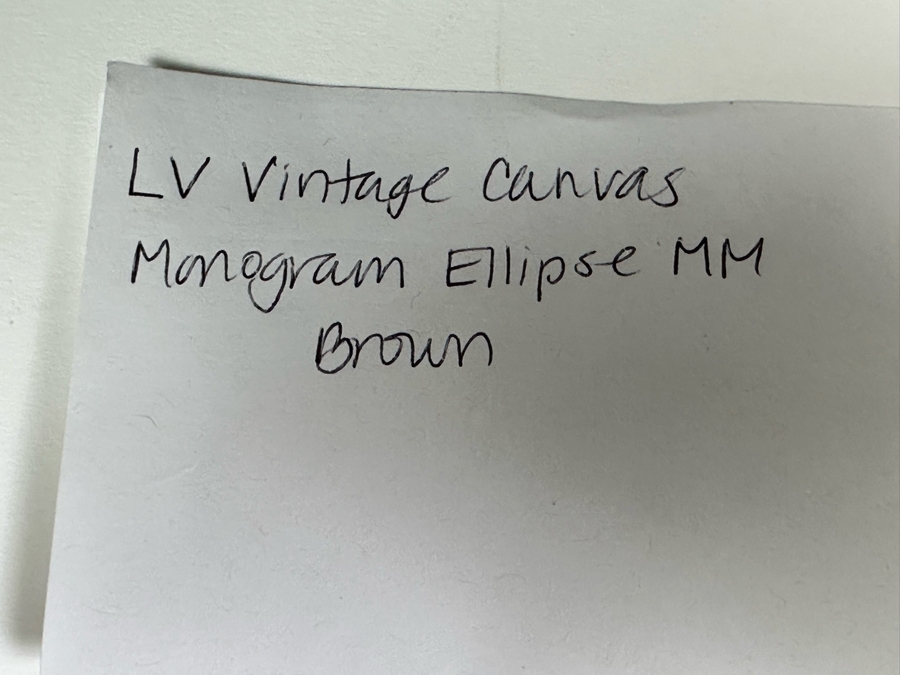 LV Vintage Canvas
Monogram Ellipse MM
Brown